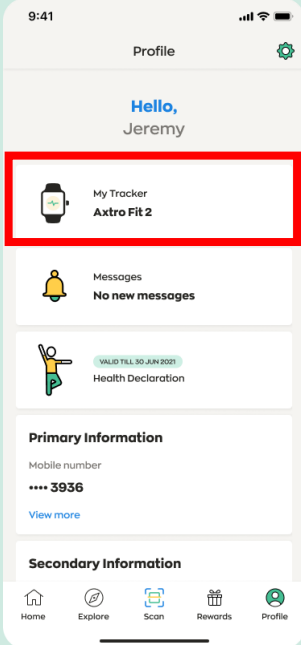 9:41
Profile
Hello,
Jeremy
My Tracker
Axtro Fit 2
Messages
No new messages
VALID TILL 30 JUN 2021
Health Declaration
Primary Information
Mobile number
•••• 3936
View more
Secondary Information
Home Explore Scan Rewards Profile